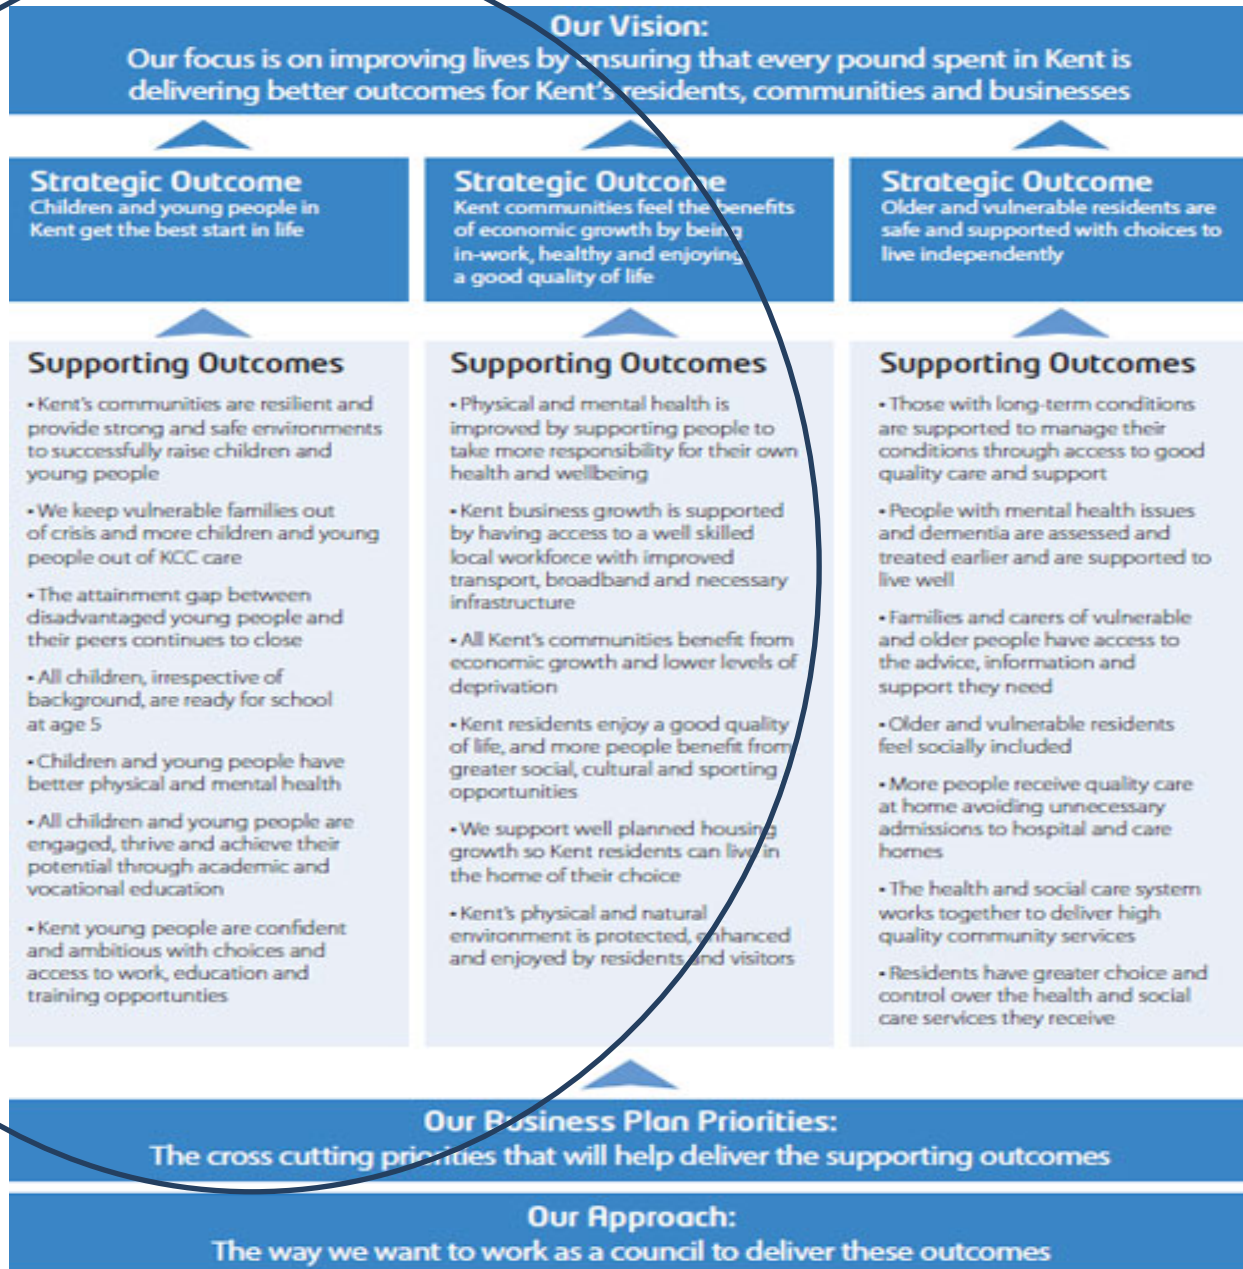 Our Vision:
Our focus is on improving lives by ensuring that every pound spent in Kent is
delivering better outcomes for Kent's residents, communities and businesses
Strategic Outcome
Children and young people in
Kent get the best start in life
Strategic Outcome
Kent communities feel the benefits
of economic growth by being
in-work, healthy and enjoying
a good quality of life
Strategic Outcome
Older and vulnerable residents are
safe and supported with choices to
live independently
Supporting Outcomes
• Kent's communities are resilient and
provide strong and safe environments
to successfully raise children and
young people
• We keep vulnerable families out
of crisis and more children and young
people out of KCC care
• The attainment gap between
disadvantaged young people and
their peers continues to close
• All children, irrespective of
background, are ready for school
at age 5
• Children and young people have
better physical and mental health
• All children and young people are
engaged, thrive and achieve their
potential through academic and
vocational education
• Kent young people are confident
and ambitious with choices and
access to work, education and
training opportunties
Supporting Outcomes
• Physical and mental health is
improved by supporting people to
take more responsibility for their own
health and wellbeing
• Kent business growth is supported
by having access to a well skilled
local workforce with improved
transport, broadband and necessary
infrastructure
• All Kent's communities benefit from
economic growth and lower levels of
deprivation
• Kent residents enjoy a good quality
of life, and more people benefit from
greater social, cultural and sporting
opportunities
• We support well planned housing
growth so Kent residents can live in
the home of their choice
• Kent's physical and natural
environment is protected, enhanced
and enjoyed by residents and visitors
Supporting Outcomes
• Those with long-term conditions
are supported to manage their
conditions through access to good
quality care and support
• People with mental health issues
and dementia are assessed and
treated earlier and are supported to
live well
• Families and carers of vulnerable
and older people have access to
the advice, information and
support they need
• Older and vulnerable residents
feel socially included
• More people receive quality care
at home avoiding unnecessary
admissions to hospital and care
homes
• The health and social care system
works together to deliver high
quality community services
• Residents have greater choice and
control over the health and social
care services they receive
Our Business Plan Priorities:
The cross cutting priorities that will help deliver the supporting outcomes
Our Approach:
The way we want to work as a council to deliver these outcomes